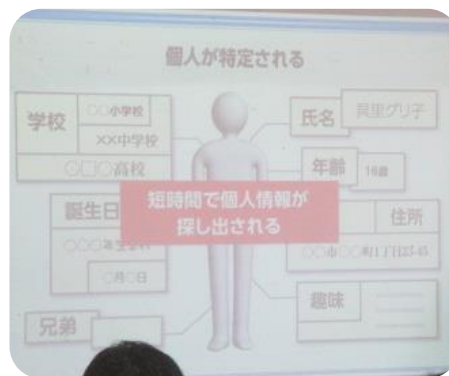 個人が特定される
学校
○○小学校
××中学校
○□○高校
氏名
年齢
16歳
短時間で個人情報が
探し出される
誕生日
○月○日
住所
兄弟
趣味